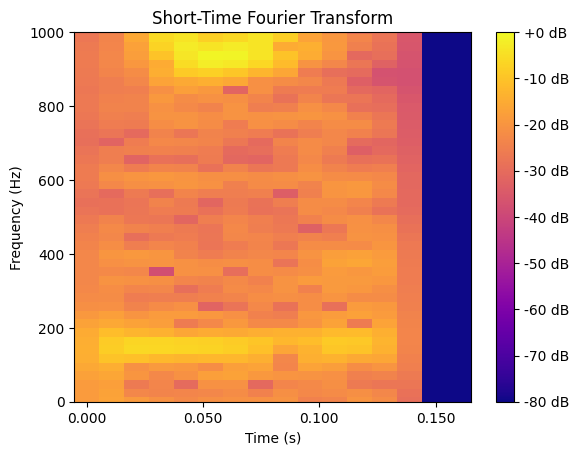 Short-Time Fourier Transform
1000
800
600
400
200
0
Frequency (Hz)
0.000
0.050
0.100
0.150
Time (s)
+0 dB
-10 dB
-20 dB
-30 dB
-40 dB
-50 dB
-60 dB
-70 dB
-80 dB